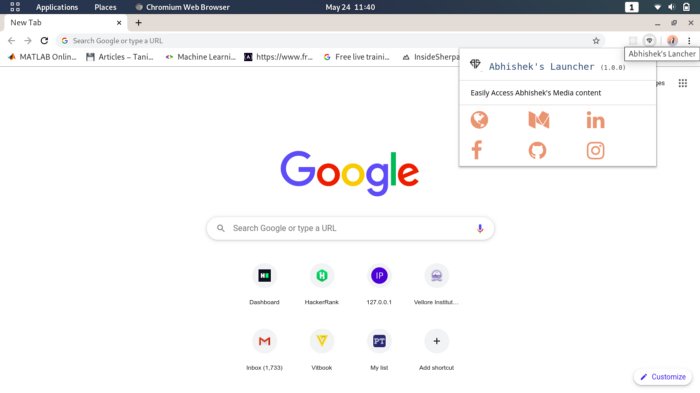 Applications Places Chromium Web Browser May 24 11:40 1
New Tab
Search Google or type a URL
Abhishek's Lancher
MATLAB Online... Articles – Tani... Machine Learni... https://www.fr... Free live traini... InsideSherpa
Abhishek's Launcher (1.0.0)
Easily Access Abhishek's Media content
Google
Search Google or type a URL
Dashboard HackerRank 127.0.0.1 Vellore Institut...
Inbox (1,733) Vitbook My list Add shortcut
Customize